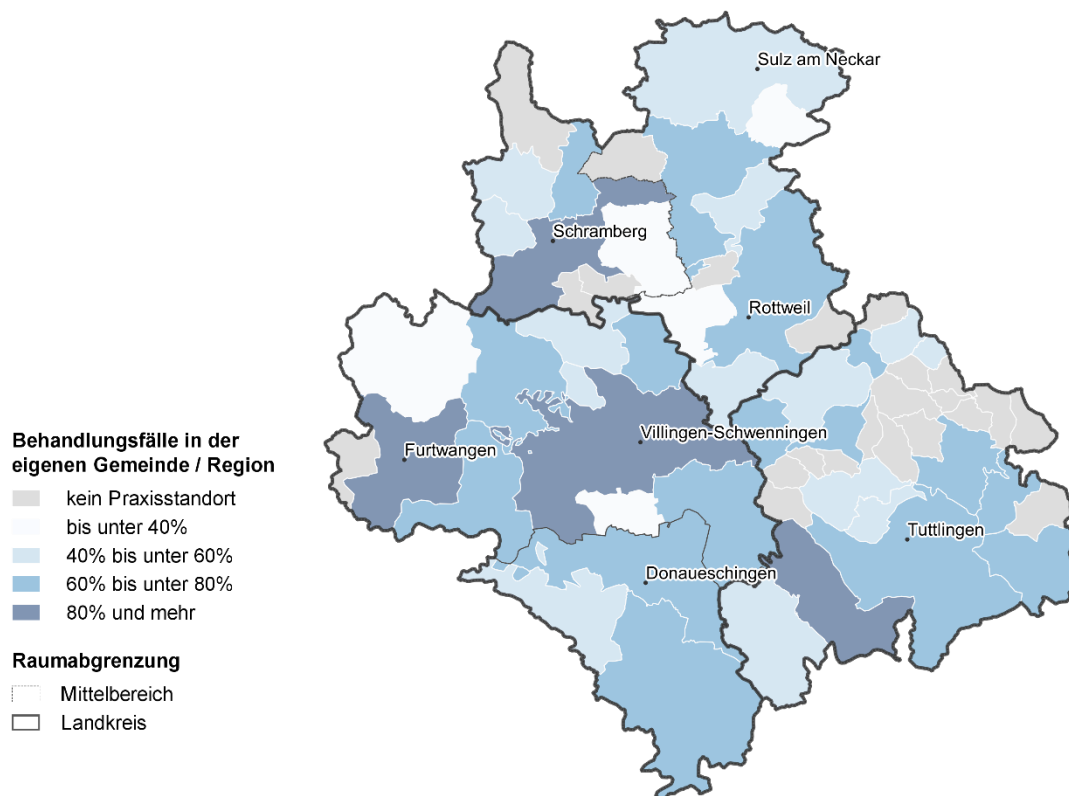 Sulz am Neckar
Schramberg
Rottweil
Villingen-Schwenningen
Furtwangen
Tuttlingen
Donaueschingen
Behandlungsfälle in der
eigenen Gemeinde / Region
kein Praxisstandort
bis unter 40%
40% bis unter 60%
60% bis unter 80%
80% und mehr
Raumabgrenzung
Mittelbereich
Landkreis